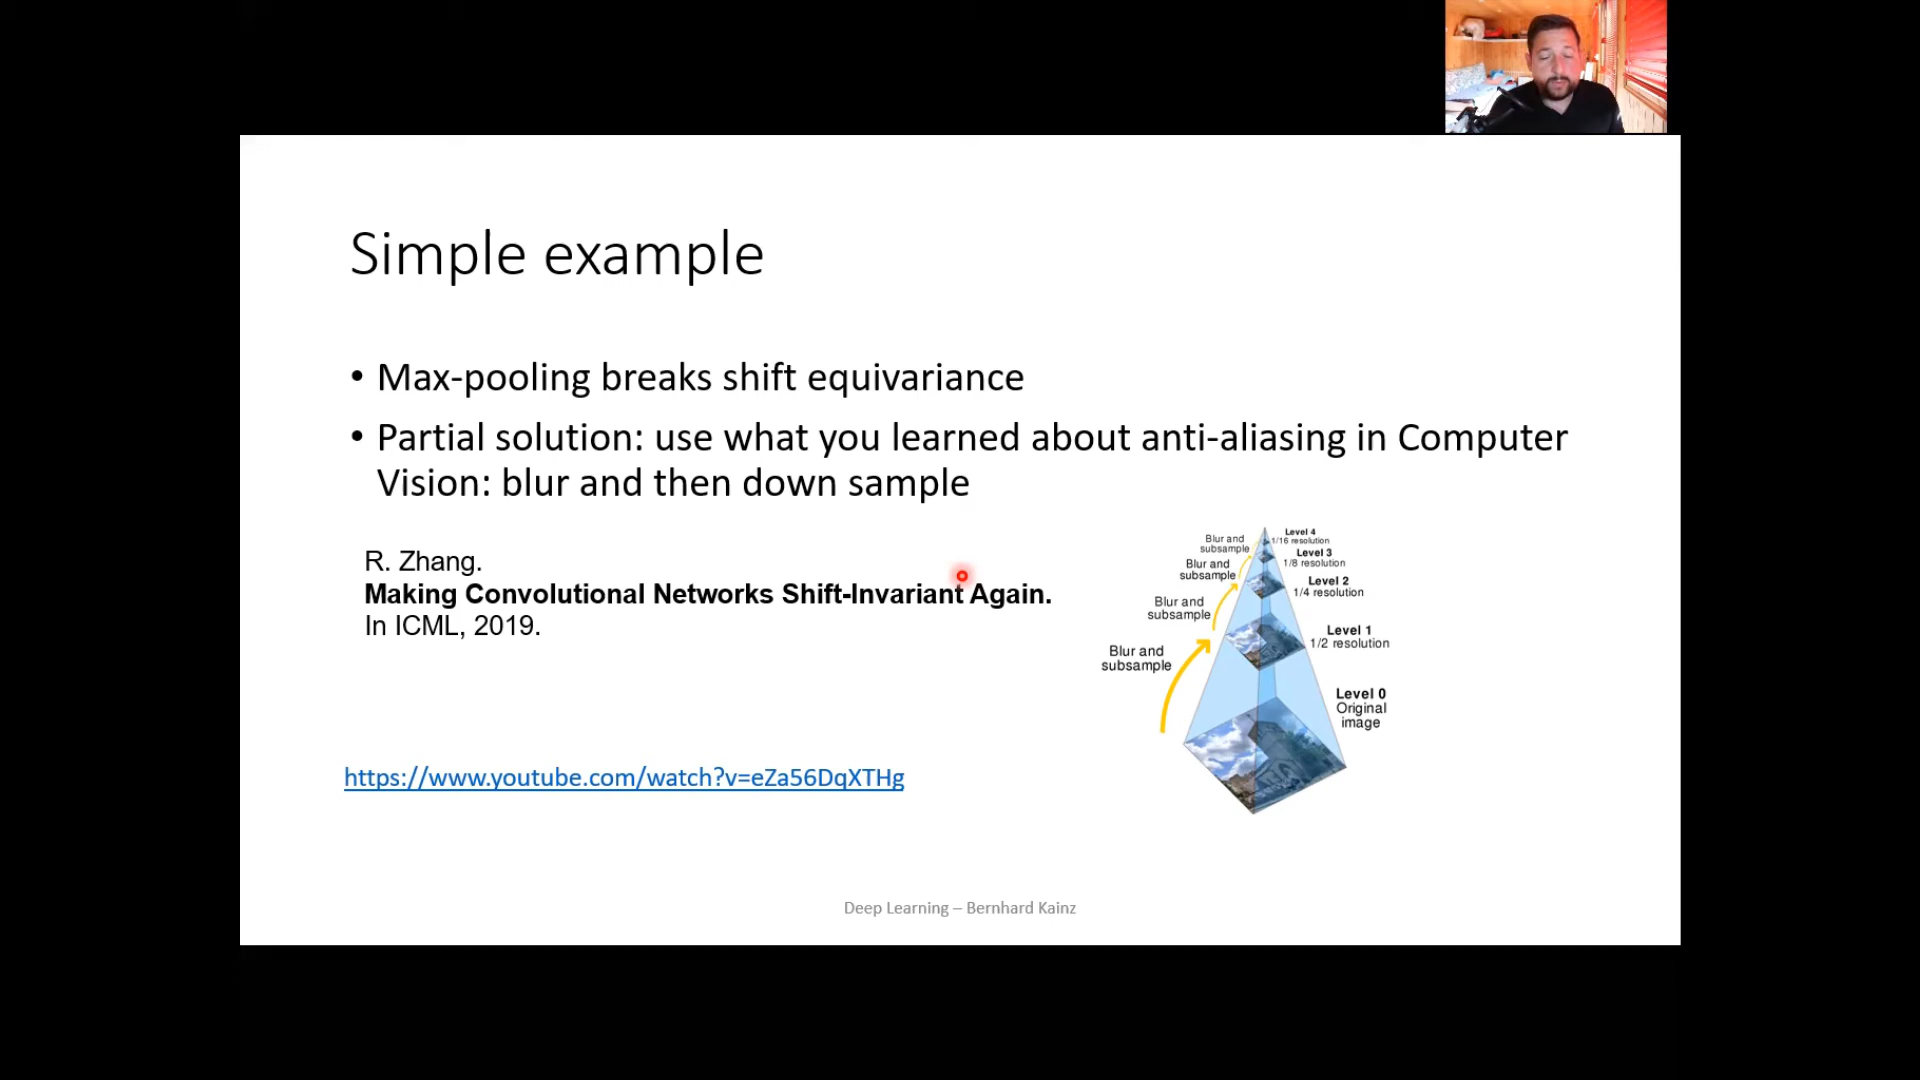 Simple example
• Max-pooling breaks shift equivariance
• Partial solution: use what you learned about anti-aliasing in Computer
Vision: blur and then down sample
R. Zhang.
Making Convolutional Networks Shift-Invariant Again.
In ICML, 2019.
https://www.youtube.com/watch?v=eZa56DqXTHg
Blur and
subsample
Blur and
subsample
Blur and
subsample
Blur and
subsample
Level 4
1/16 resolution
Level 3
1/8 resolution
Level 2
1/4 resolution
Level 1
1/2 resolution
Level 0
Original
image
Deep Learning – Bernhard Kainz